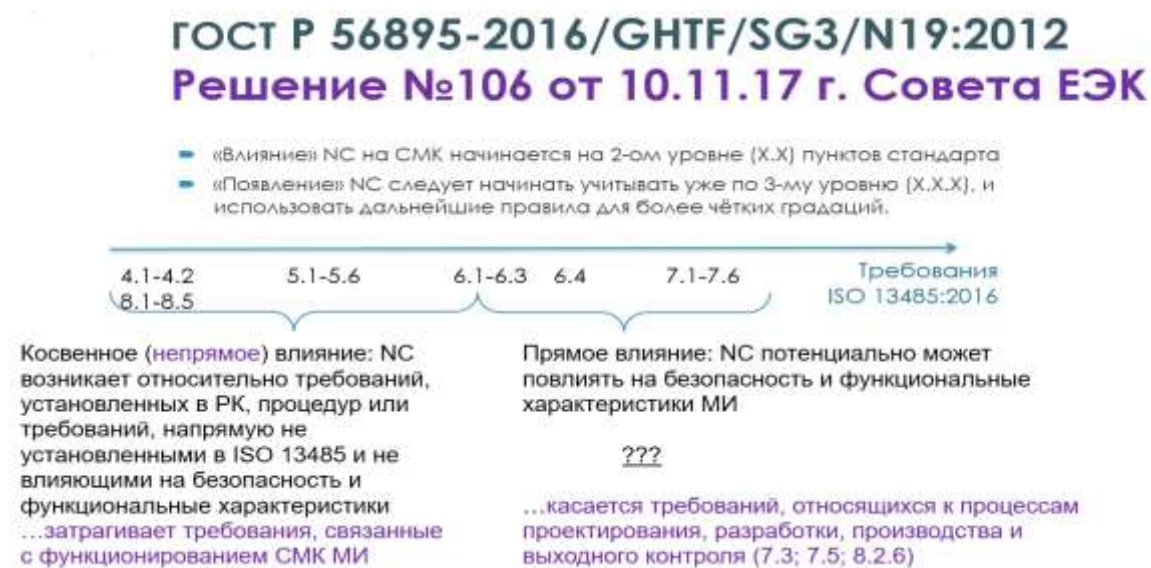 ГОСТ Р 56895-2016/GHTF/SG3/N19:2012
Решение №106 от 10.11.17 г. Совета ЕЭК
«Влияние» NC на СМК начинается на 2-ом уровне (X.X) пунктов стандарта
«Появление» NC следует начинать учитывать уже по 3-му уровню (X.X.X), и
использовать дальнейшие правила для более чётких градаций.
4.1-4.2 5.1-5.6 6.1-6.3 6.4 7.1-7.6 Требования
8.1-8.5 ISO 13485:2016
Косвенное (непрямое) влияние: NC
возникает относительно требований,
установленных в РК, процедур или
требований, напрямую не
установленными в ISO 13485 и не
влияющими на безопасность и
функциональные характеристики
…затрагивает требования, связанные
с функционированием СМК МИ
Прямое влияние: NC потенциально может
повлиять на безопасность и функциональные
характеристики МИ
???
…касается требований, относящихся к процессам
проектирования, разработки, производства и
выходного контроля (7.3; 7.5; 8.2.6)